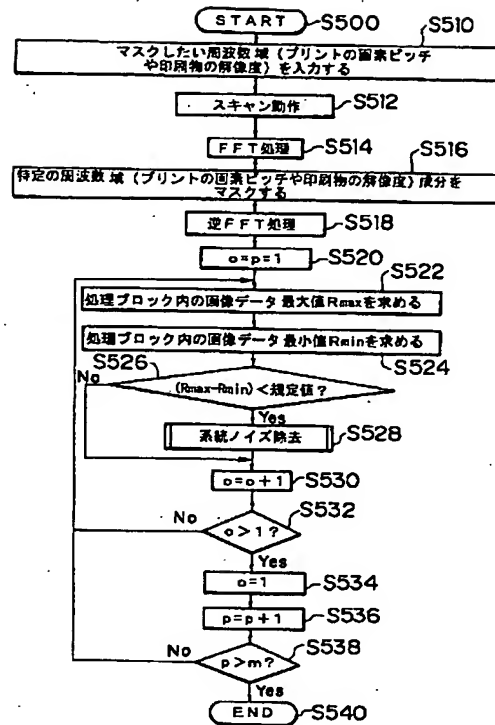 START
S500
S510
マスクしたい周波数域（プリントの画素ピッチ
や印刷物の解像度）を入力する
スキャン動作
S512
FFT処理
S514
S516
特定の周波数域（プリントの画素ピッチや印刷物の解像度）成分を
マスクする
逆FFT処理
S518
o=p=1
S520
S522
処理ブロック内の画像データ最大値Rmaxを求める
処理ブロック内の画像データ最小値Rminを求める
S524
S526
No
(Rmax-Rmin)<規定値?
Yes
系統ノイズ除去
S528
o=o+1
S530
No
o>1?
S532
Yes
o=1
S534
p=p+1
S536
No
p>m?
S538
Yes
END
S540